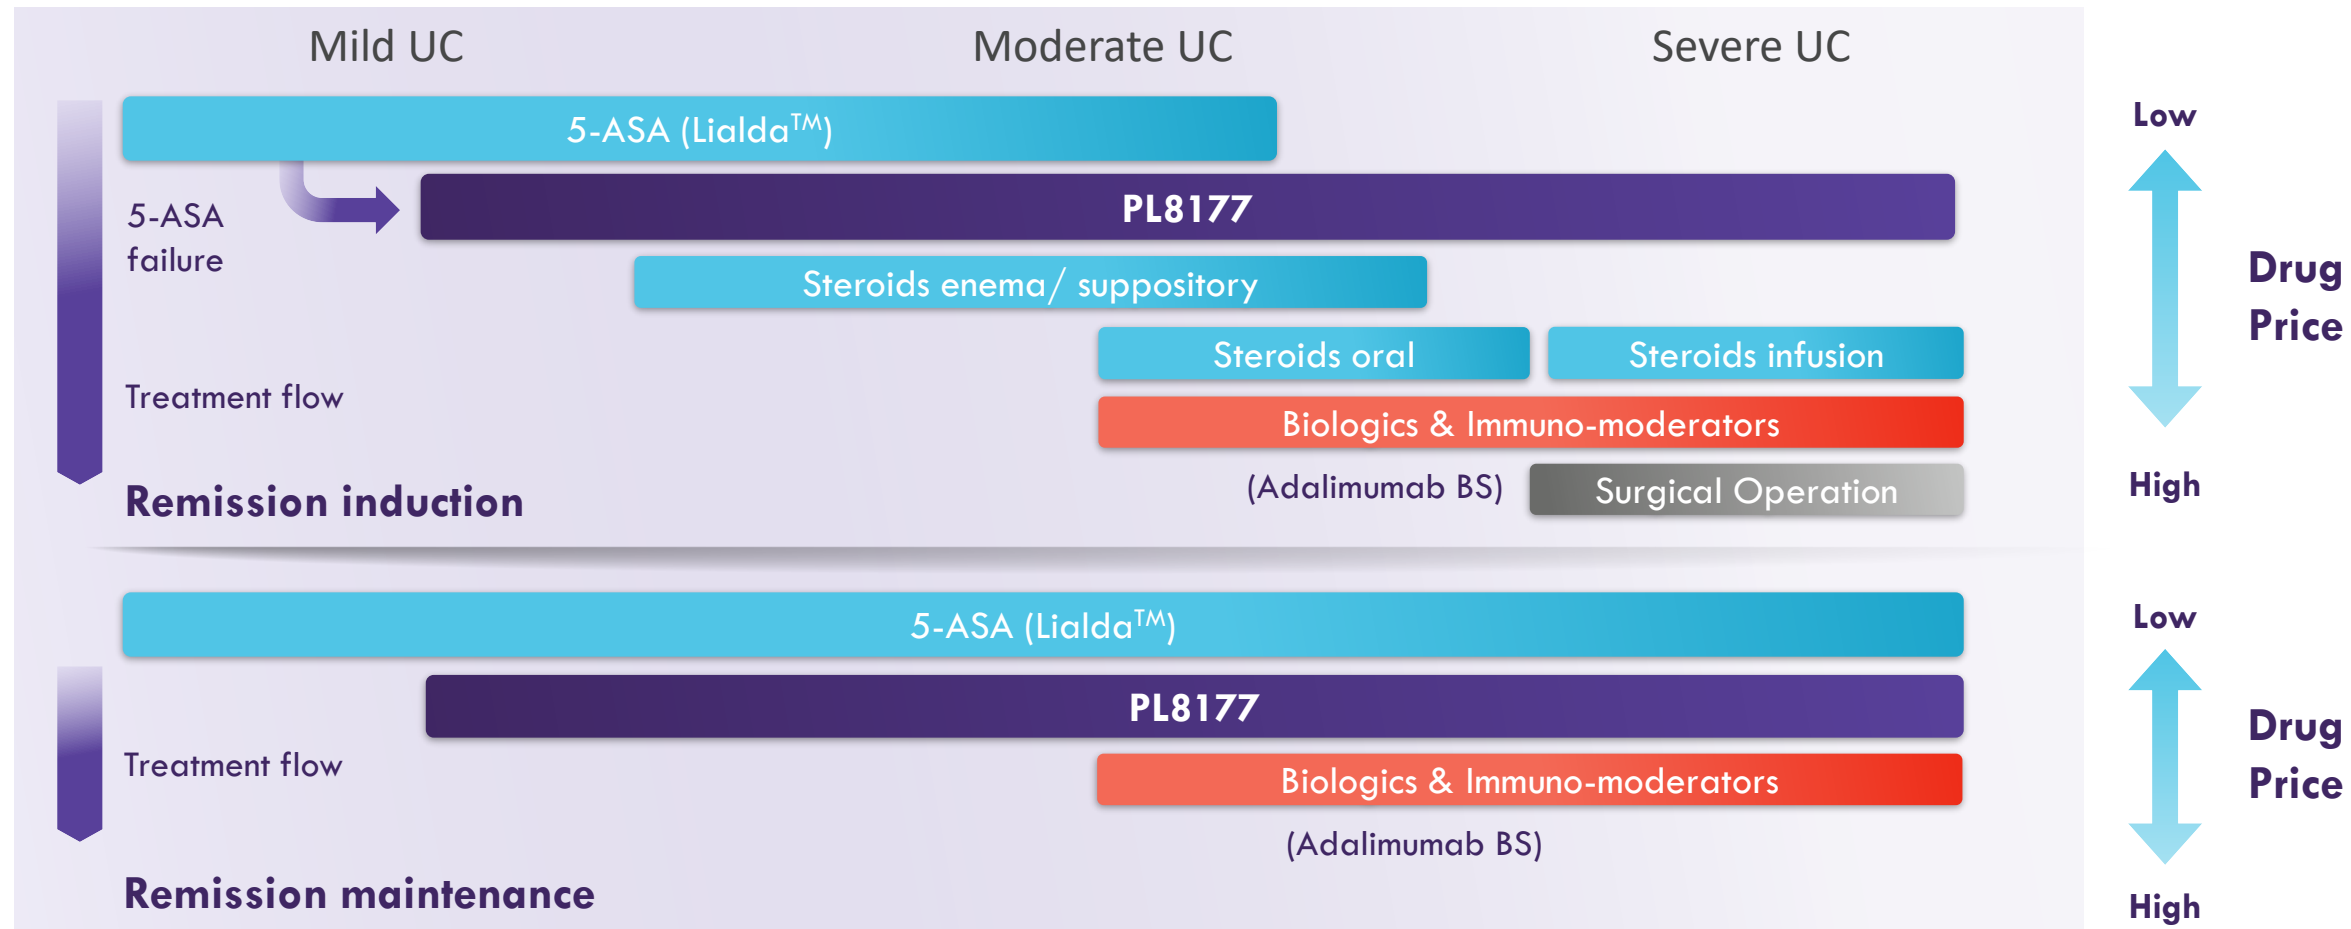 Mild UC
Moderate UC
Severe UC
5-ASA (Lialda™)
Low
PL8177
5-ASA
failure
Steroids enema/ suppository
Drug
Price
Steroids oral
Steroids infusion
Treatment flow
Biologics & Immuno-moderators
(Adalimumab BS)
Surgical Operation
High
Remission induction
5-ASA (Lialda™)
Low
PL8177
Drug
Price
Treatment flow
Biologics & Immuno-moderators
(Adalimumab BS)
Remission maintenance
High